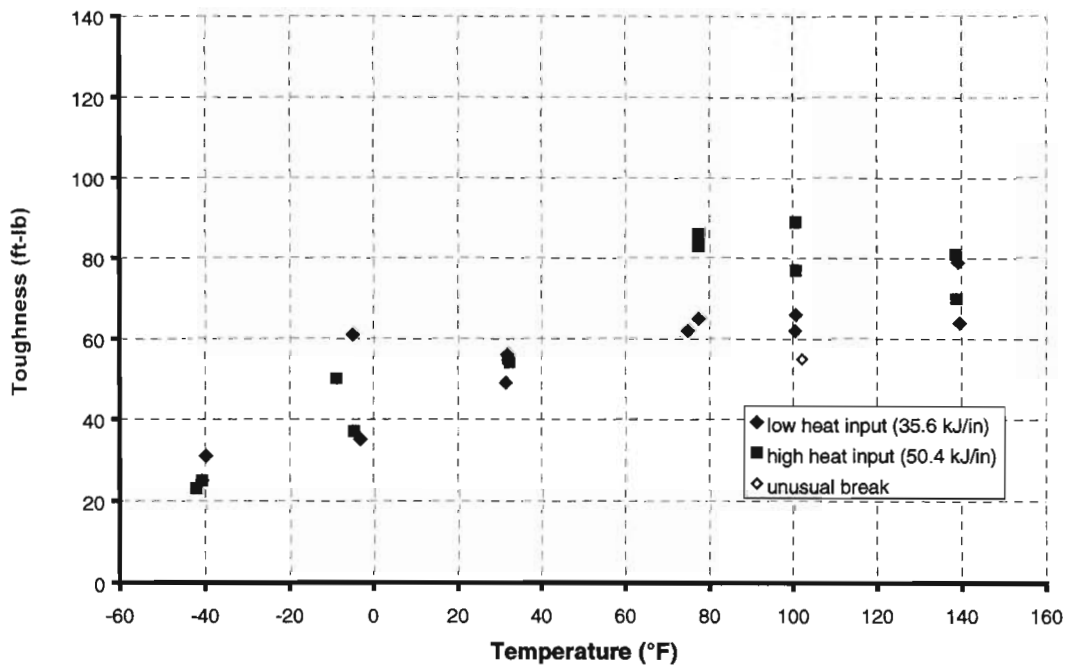 140
120
100
80
60
40
20
0
Toughness (ft-lb)
-60 -40 -20 0 20 40 60 80 100 120 140 160
Temperature (°F)
low heat input (35.6 kJ/in)
high heat input (50.4 kJ/in)
unusual break